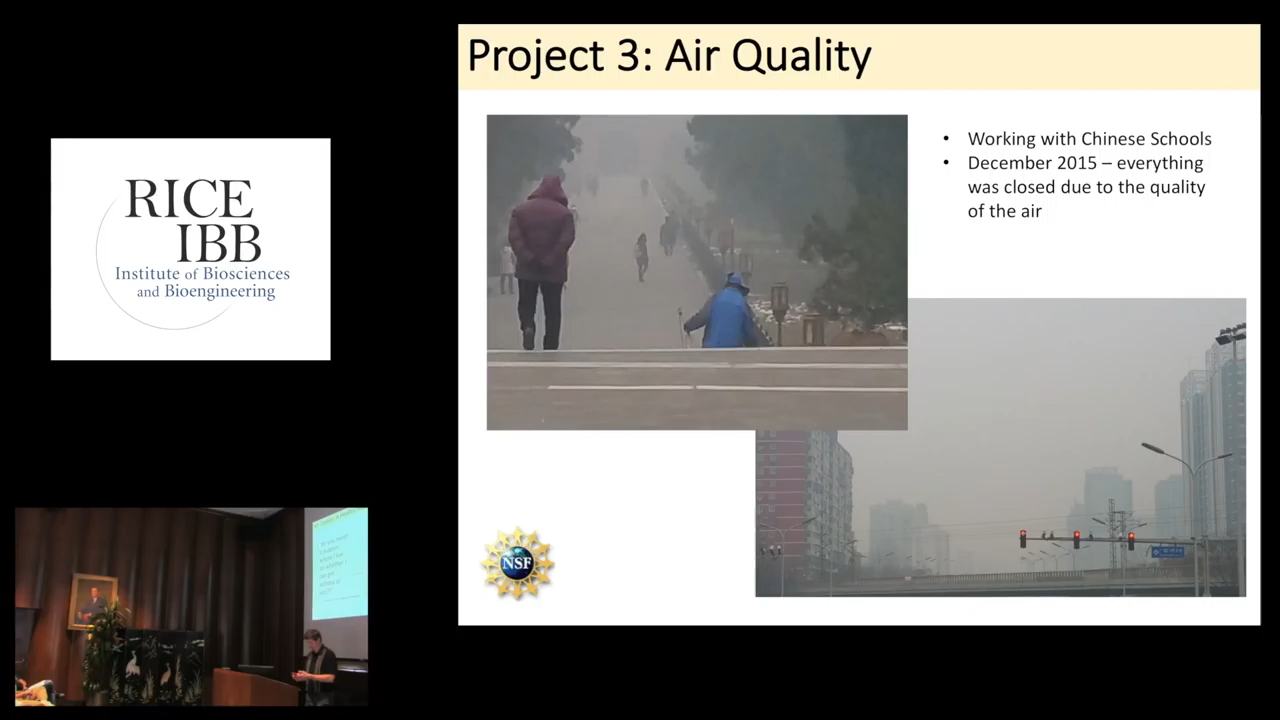 Project 3: Air Quality
• Working with Chinese Schools
• December 2015 – everything
was closed due to the quality
of the air
RICE
IBB
Institute of Biosciences
and Bioengineering
NSF